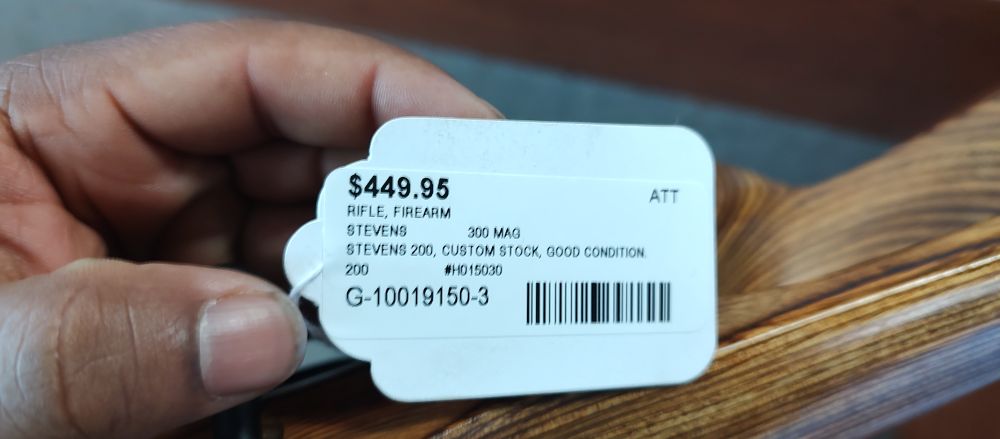 $449.95 ATT
RIFLE, FIREARM
STEVENS 300 MAG
STEVENS 200, CUSTOM STOCK, GOOD CONDITION.
200 #H015030
G-10019150-3